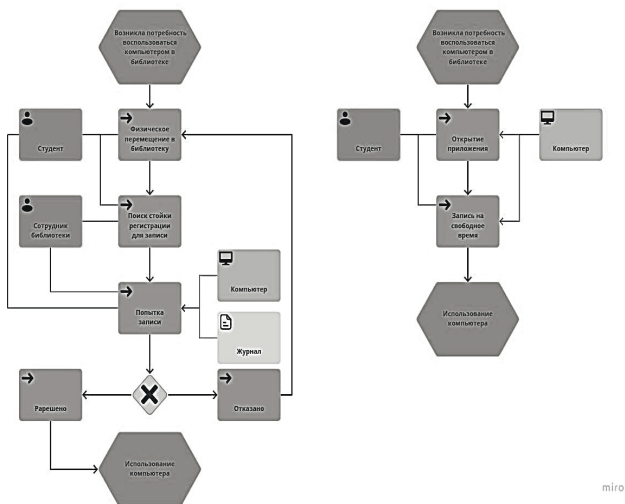 Возникла потребность
воспользоваться
компьютером в
библиотеке
Студент
Физическое
перемещение в
библиотеку
Сотрудник
библиотеки
Поиск стойки
регистрации
для записи
Попытка
записи
Компьютер
Журнал
Рарешено
Отказано
Использование
компьютера
Возникла потребность
воспользоваться
компьютером в
библиотеке
Студент
Открытие
приложения
Компьютер
Запись на
свободное
время
Использование
компьютера
miro